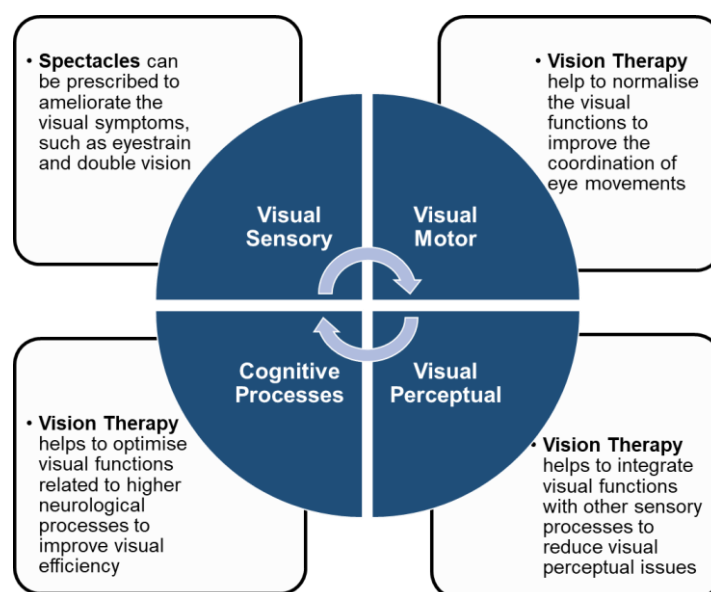 • Spectacles can
be prescribed to
ameliorate the
visual symptoms,
such as eyestrain
and double vision
• Vision Therapy
help to normalise
the visual
functions to
improve the
coordination of
eye movements
Visual
Sensory
Visual
Motor
Cognitive
Processes
Visual
Perceptual
• Vision Therapy
helps to optimise
visual functions
related to higher
neurological
processes to
improve visual
efficiency
• Vision Therapy
helps to integrate
visual functions
with other sensory
processes to
reduce visual
perceptual issues